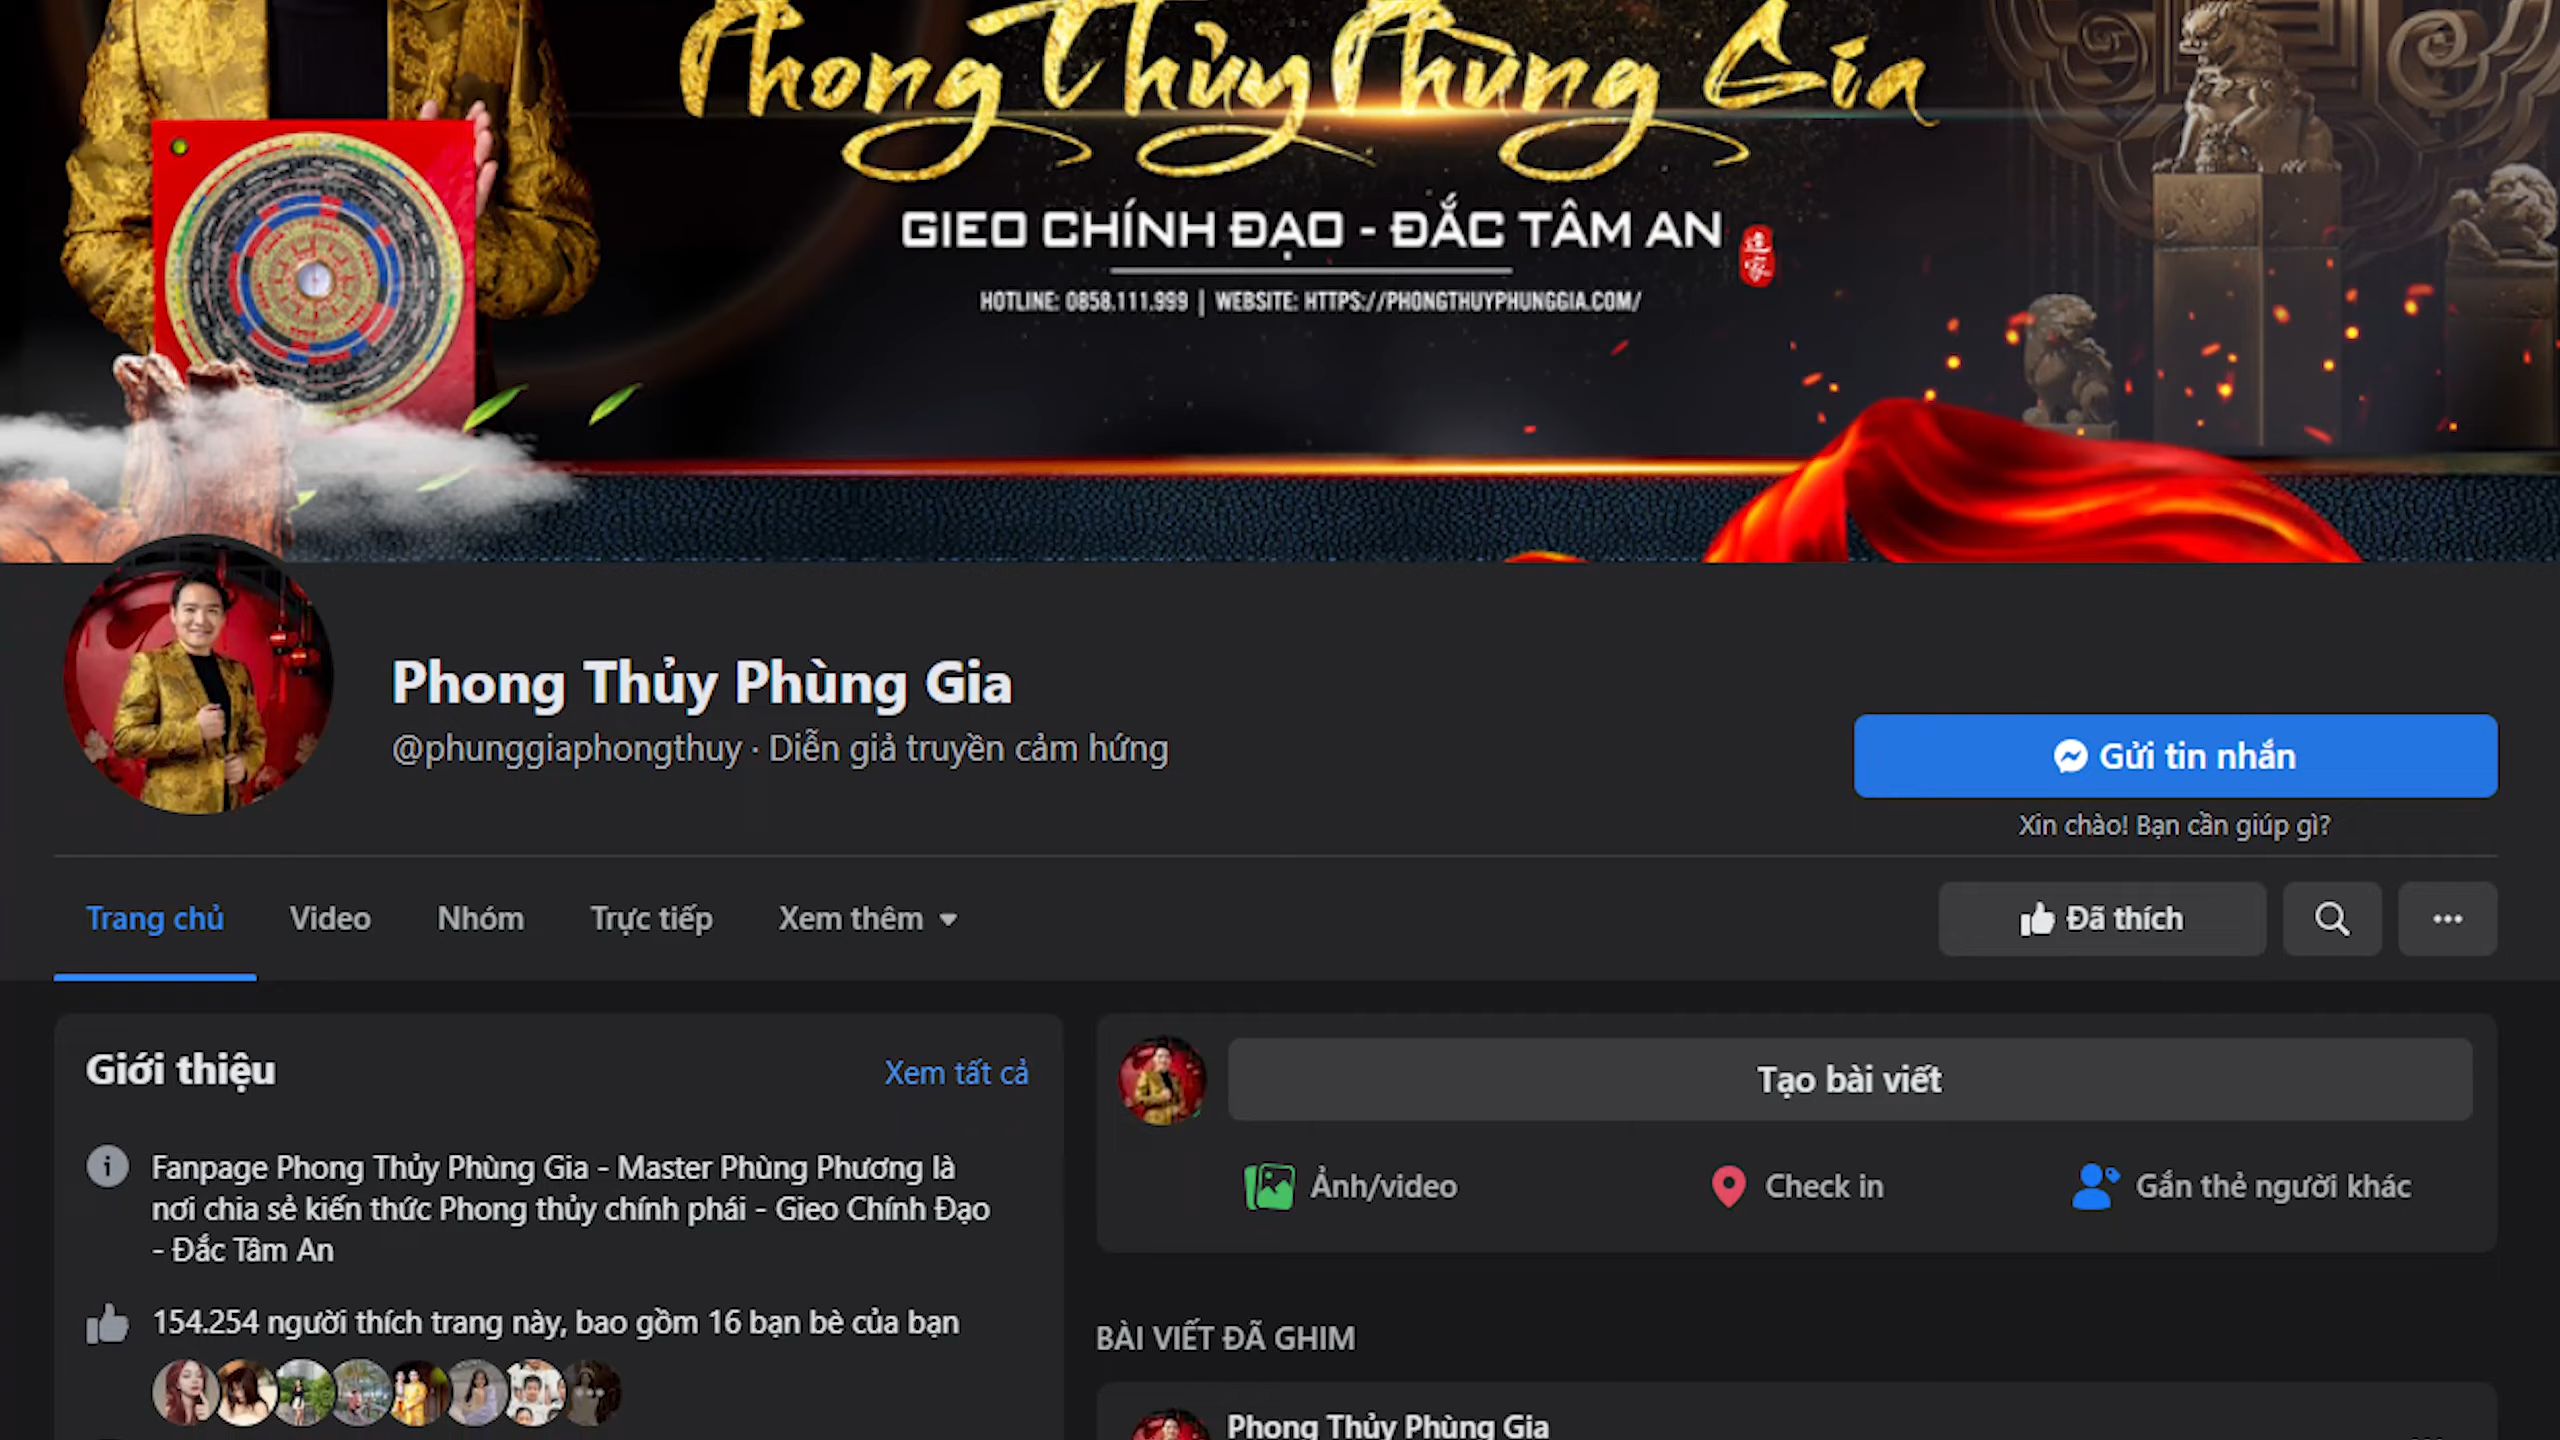 Phong Thủy Phùng Gia
GIEO CHÍNH ĐẠO - ĐẮC TÂM AN
HOTLINE: 0858.111.999 | WEBSITE: HTTPS://PHONGTHUYPHUNGGIA.COM/
Phong Thủy Phùng Gia
@phunggiaphongthuy · Diễn giả truyền cảm hứng
Gửi tin nhắn
Xin chào! Bạn cần giúp gì?
Trang chủ Video Nhóm Trực tiếp Xem thêm
Đã thích
Giới thiệu
Xem tất cả
Fanpage Phong Thủy Phùng Gia - Master Phùng Phương là
nơi chia sẻ kiến thức Phong thủy chính phái - Gieo Chính Đạo
- Đắc Tâm An
154.254 người thích trang này, bao gồm 16 bạn bè của bạn
Tạo bài viết
Ảnh/video
Check in
Gắn thẻ người khác
BÀI VIẾT ĐÃ GHIM
Phong Thủy Phùng Gia